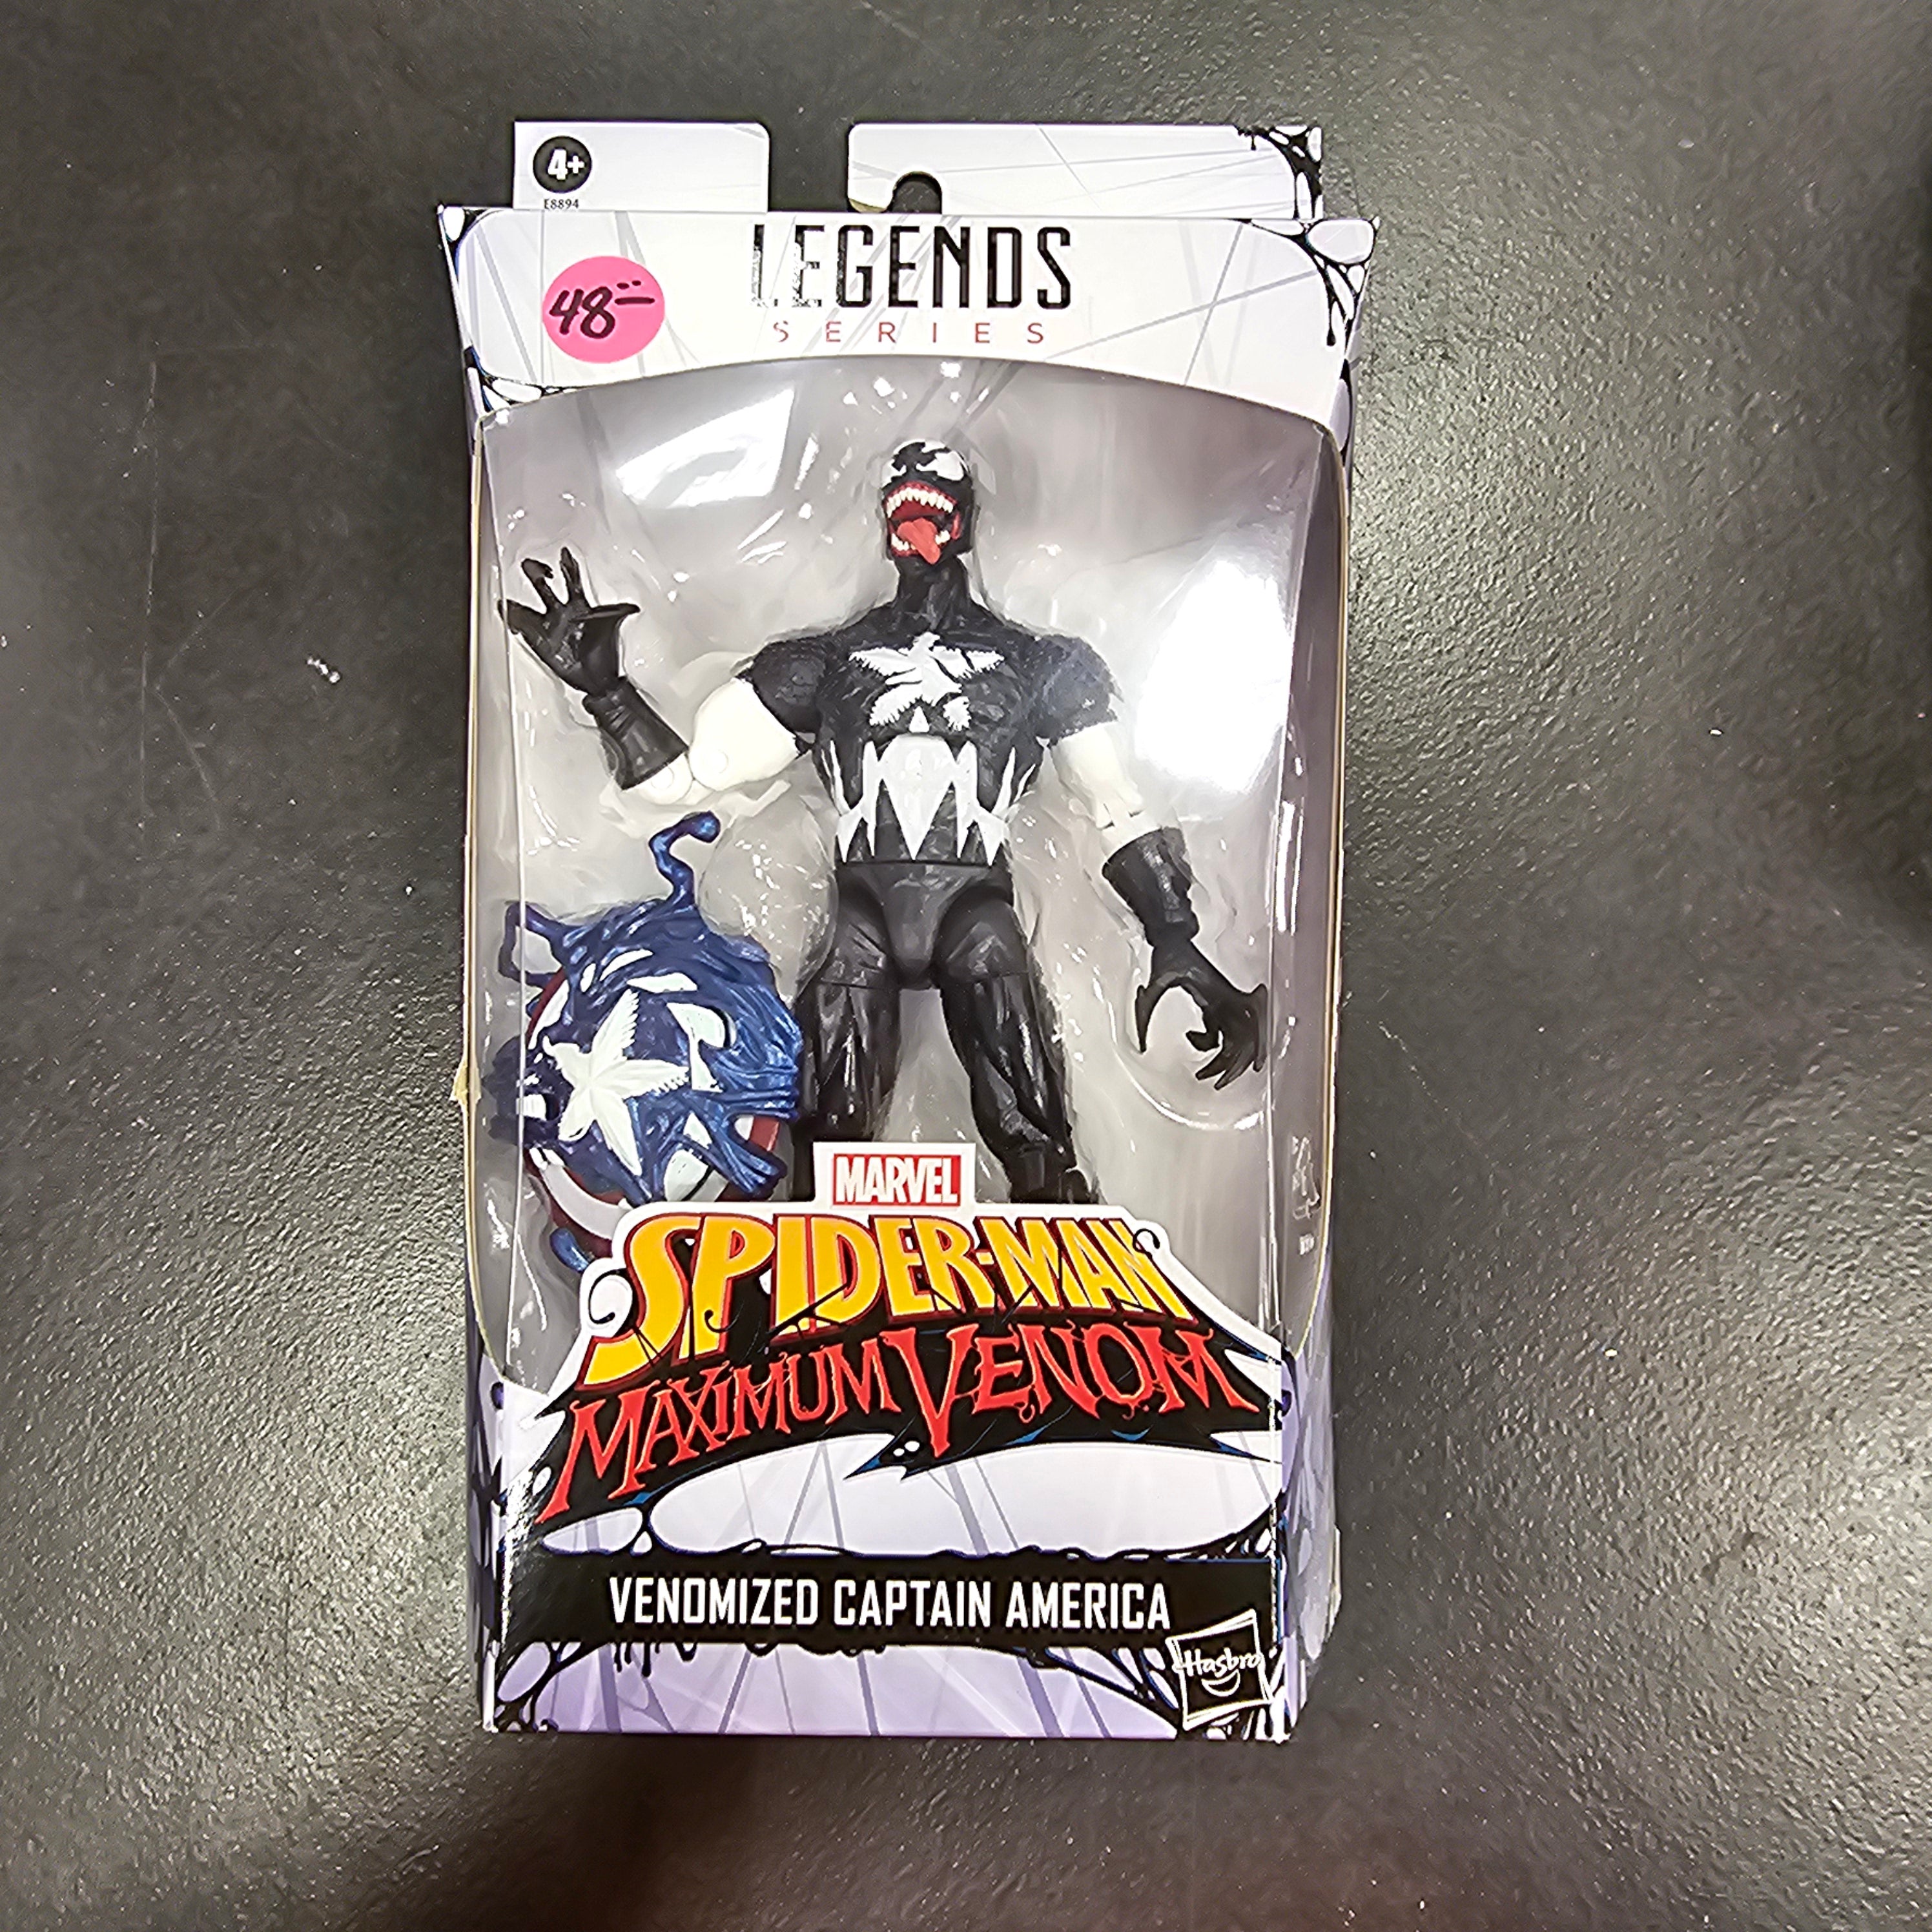 4+
E8894
48=
LEGENDS
SERIES
MARVEL
SPIDER-MAN
MAXIMUM VENOM
VENOMIZED CAPTAIN AMERICA
Hasbro